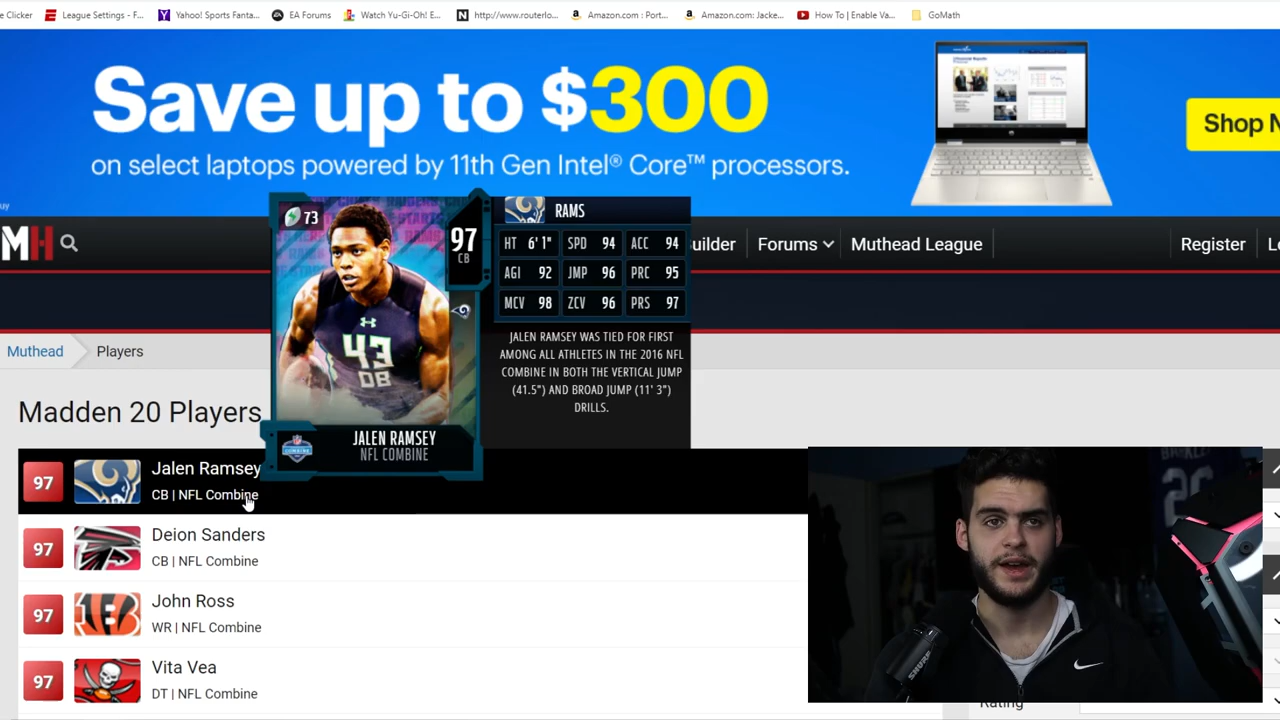 e Clicker
League Settings - F...
Yahoo! Sports Fanta...
EA Forums
Watch Yu-Gi-Oh! E...
http://www.routerlo...
Amazon.com : Port...
Amazon.com: Jacke...
How To | Enable Va...
GoMath
Save up to $300
on select laptops powered by 11th Gen Intel® Core™ processors.
Shop N
uy
MH
uilder
Forums
Muthead League
Register
Lo
73
97
CB
RAMS
HT 6' 1" SPD 94 ACC 94
AGI 92 JMP 96 PRC 95
MCV 98 ZCV 96 PRS 97
JALEN RAMSEY WAS TIED FOR FIRST
AMONG ALL ATHLETES IN THE 2016 NFL
COMBINE IN BOTH THE VERTICAL JUMP
(41.5") AND BROAD JUMP (11' 3")
DRILLS.
43
DB
JALEN RAMSEY
NFL COMBINE
Muthead
Players
Madden 20 Players
97
Jalen Ramsey
CB | NFL Combine
97
Deion Sanders
CB | NFL Combine
97
John Ross
WR | NFL Combine
97
Vita Vea
DT | NFL Combine
SHURE
Rating